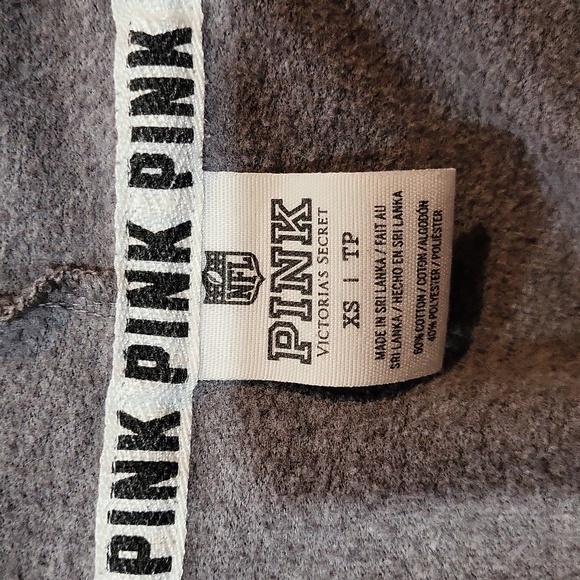 PINK PINK PINK
NFL
PINK
VICTORIA'S SECRET
XS | TP
MADE IN SRI LANKA / FAIT AU
SRI LANKA / HECHO EN SRI LANKA
60% COTTON / COTON / ALGODÓN
40% POLYESTER / POLIÉSTER